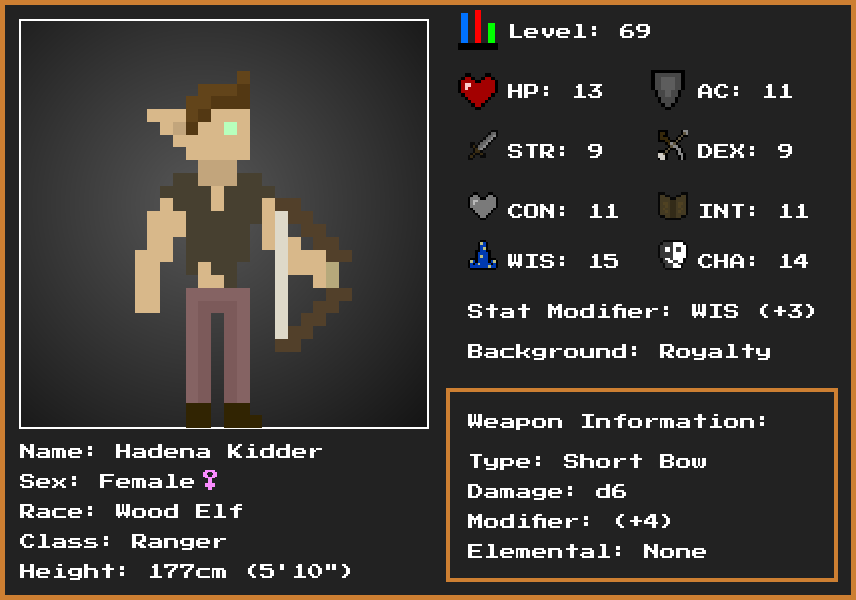 Level: 69
HP: 13
AC: 11
STR: 9
DEX: 9
CON: 11
INT: 11
WIS: 15
CHA: 14
Stat Modifier: WIS (+3)
Background: Royalty
Weapon Information:
Type: Short Bow
Damage: d6
Modifier: (+4)
Elemental: None
Name: Hadena Kidder
Sex: Female♀
Race: Wood Elf
Class: Ranger
Height: 177cm (5'10")